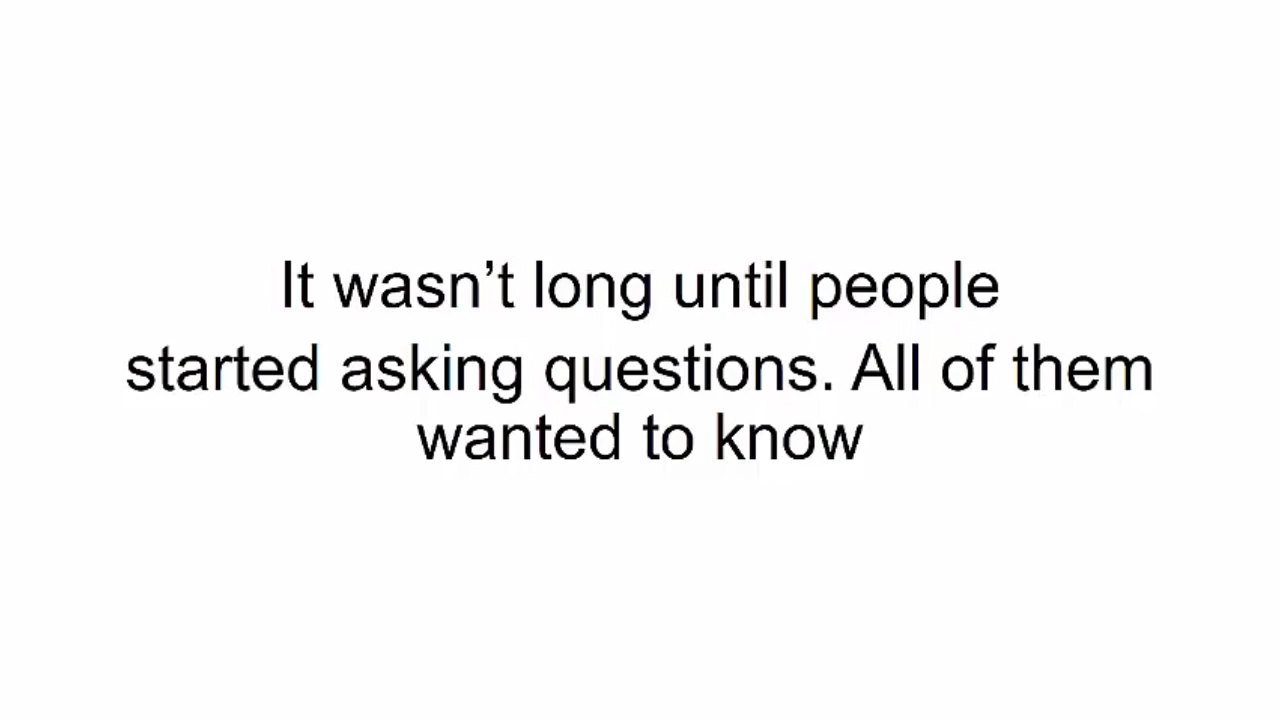 It wasn’t long until people
started asking questions. All of them
wanted to know